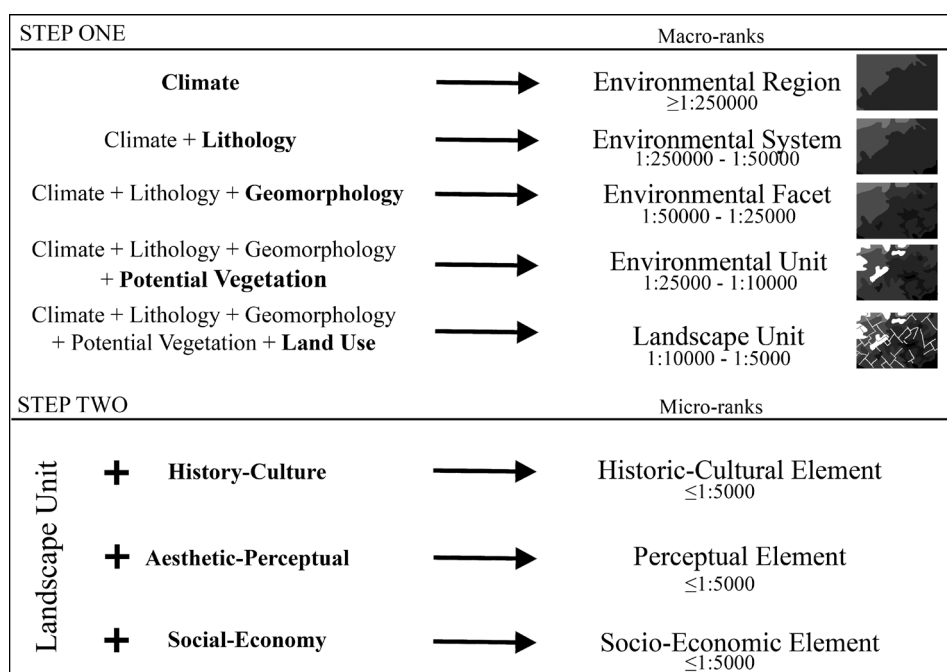 STEP ONE
Macro-ranks
Climate
Environmental Region
≥1:250000
Climate + Lithology
Environmental System
1:250000 - 1:50000
Climate + Lithology + Geomorphology
Environmental Facet
1:50000 - 1:25000
Climate + Lithology + Geomorphology
+ Potential Vegetation
Environmental Unit
1:25000 - 1:10000
Climate + Lithology + Geomorphology
+ Potential Vegetation + Land Use
Landscape Unit
1:10000 - 1:5000
STEP TWO
Micro-ranks
Landscape Unit
+ History-Culture
Historic-Cultural Element
≤1:5000
+ Aesthetic-Perceptual
Perceptual Element
≤1:5000
+ Social-Economy
Socio-Economic Element
≤1:5000